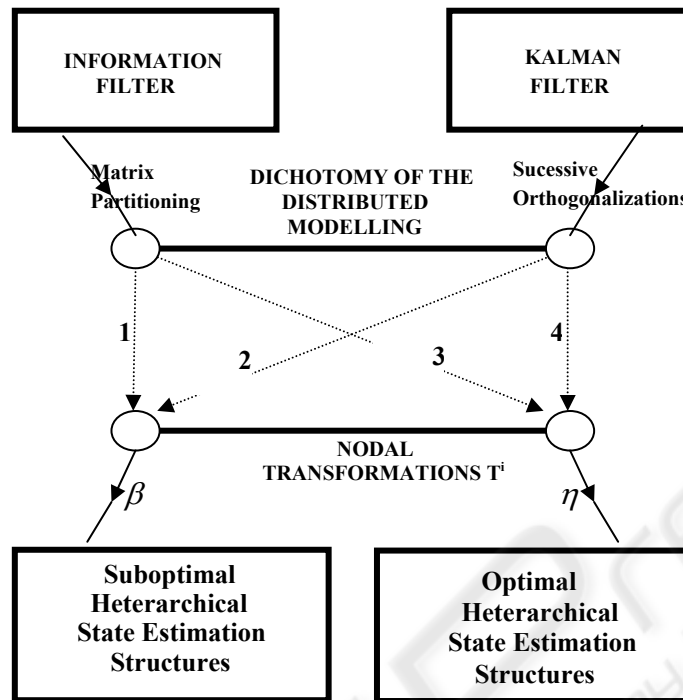 INFORMATION
FILTER
KALMAN
FILTER
Matrix
Partitioning
DICHOTOMY OF THE
DISTRIBUTED
MODELLING
Sucessive
Orthogonalizations
1
2
3
4
NODAL
TRANSFORMATIONS Tⁱ
β
η
Suboptimal
Heterarchical
State Estimation
Structures
Optimal
Heterarchical
State Estimation
Structures